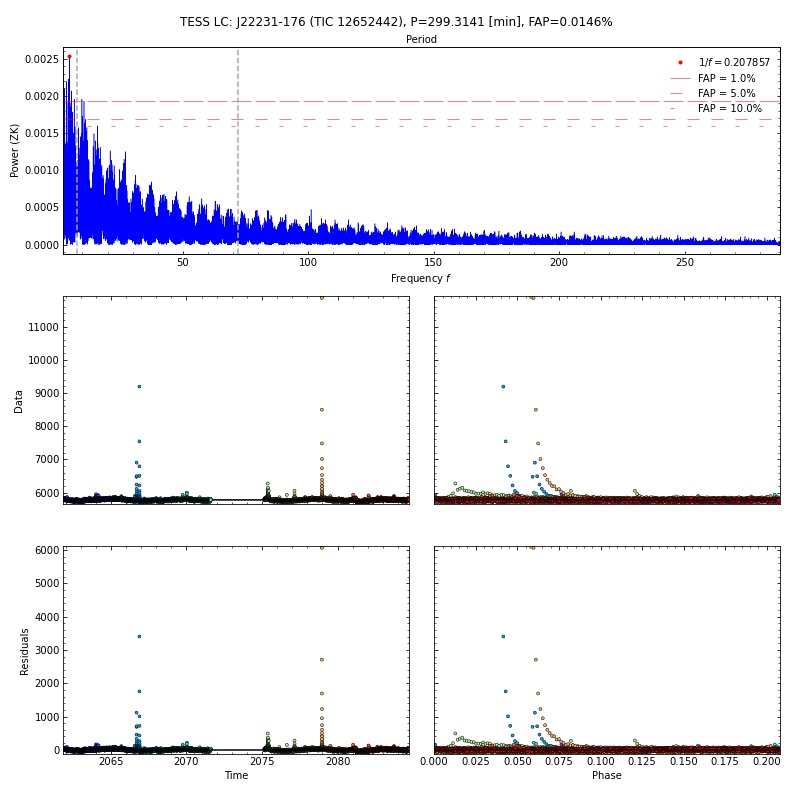 TESS LC: J22231-176 (TIC 12652442), P=299.3141 [min], FAP=0.0146%
Period
1/f = 0.207857
FAP = 1.0%
FAP = 5.0%
FAP = 10.0%
Power (ZK)
0.0025
0.0020
0.0015
0.0010
0.0005
0.0000
50 100 150 200 250
Frequency f
Data
11000
10000
9000
8000
7000
6000
Residuals
6000
5000
4000
3000
2000
1000
0
2065 2070 2075 2080
Time
0.000 0.025 0.050 0.075 0.100 0.125 0.150 0.175 0.200
Phase